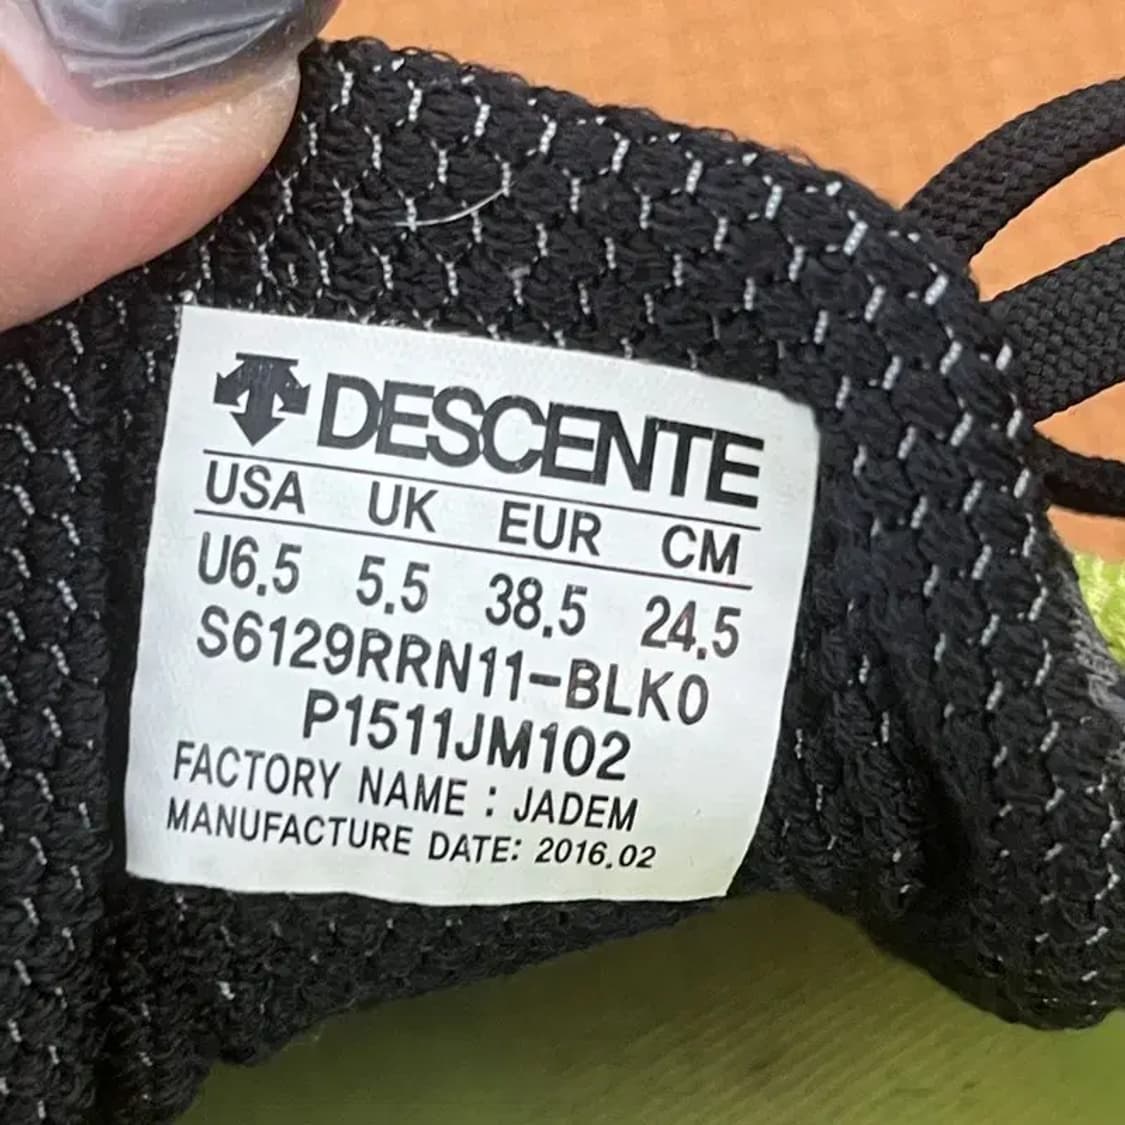 DESCENTE
USA UK EUR CM
U6.5 5.5 38.5 24.5
S6129RRN11-BLK0
P1511JM102
FACTORY NAME : JADEM
MANUFACTURE DATE: 2016.02